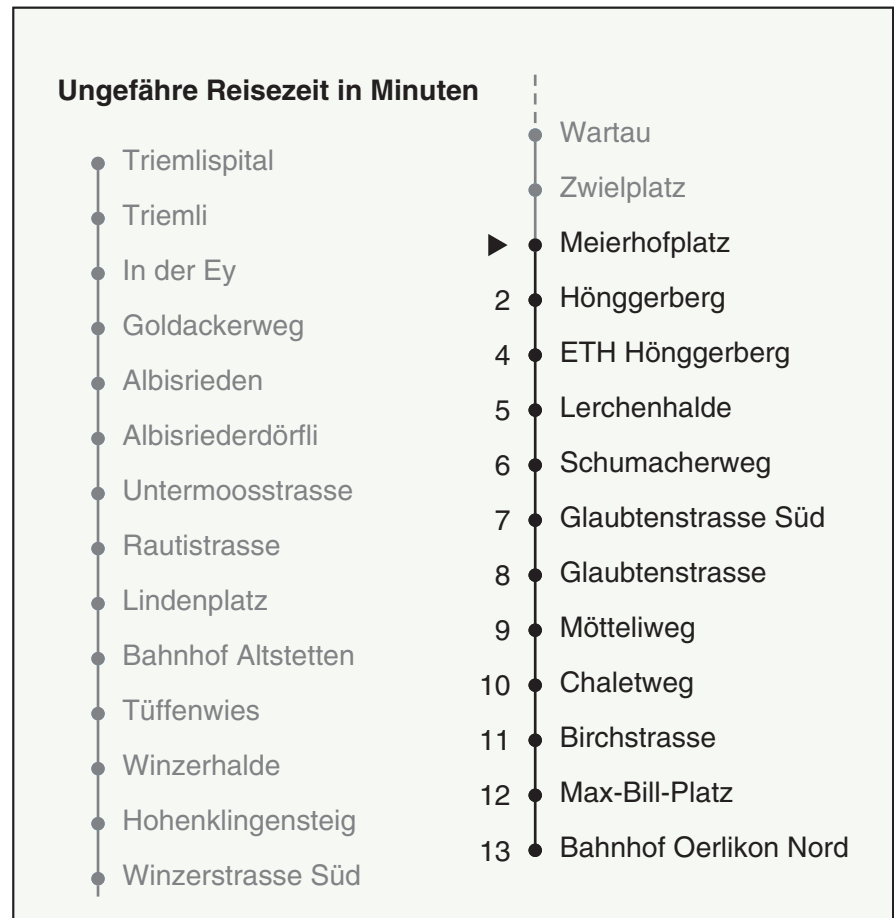 Ungefähre Reisezeit in Minuten
Triemlispital
Triemli
In der Ey
Goldackerweg
Albisrieden
Albisriederdörfli
Untermoosstrasse
Rautistrasse
Lindenplatz
Bahnhof Altstetten
Tüffenwies
Winzerhalde
Hohenklingensteig
Winzerstrasse Süd
Wartau
Zwielplatz
Meierhofplatz
2 Hönggerberg
4 ETH Hönggerberg
5 Lerchenhalde
6 Schumacherweg
7 Glaubtenstrasse Süd
8 Glaubtenstrasse
9 Mötteliweg
10 Chaletweg
11 Birchstrasse
12 Max-Bill-Platz
13 Bahnhof Oerlikon Nord